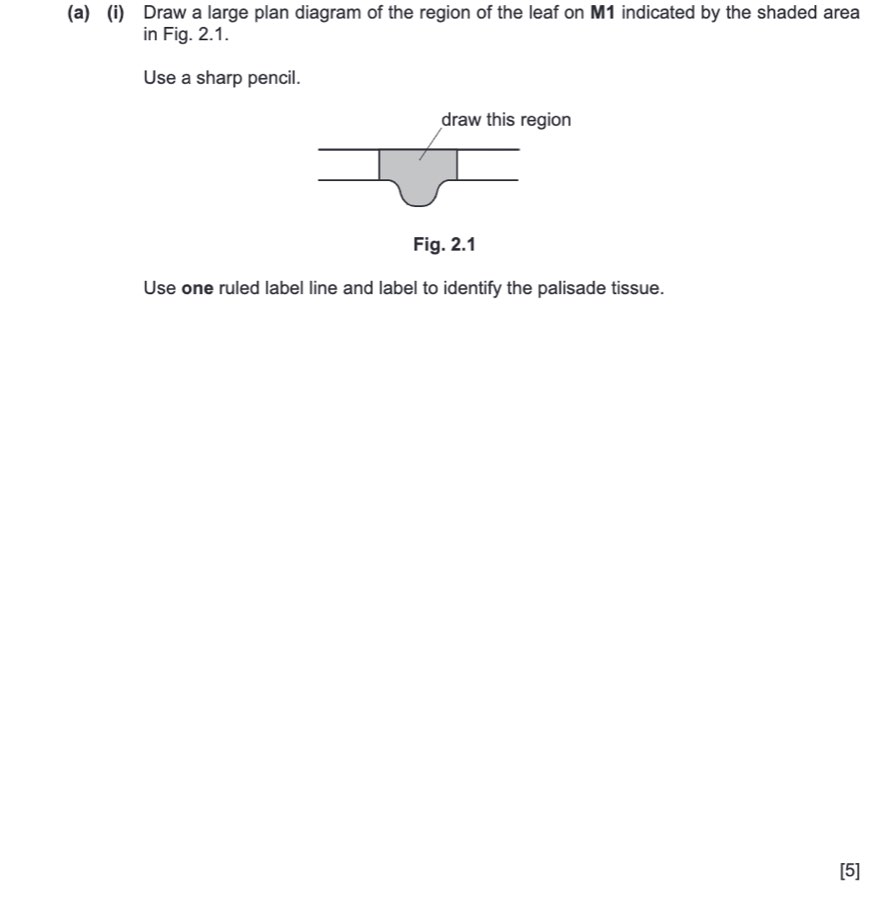 (a) (i) Draw a large plan diagram of the region of the leaf on M1 indicated by the shaded area
in Fig. 2.1.
Use a sharp pencil.
draw this region
Fig. 2.1
Use one ruled label line and label to identify the palisade tissue.
[5]